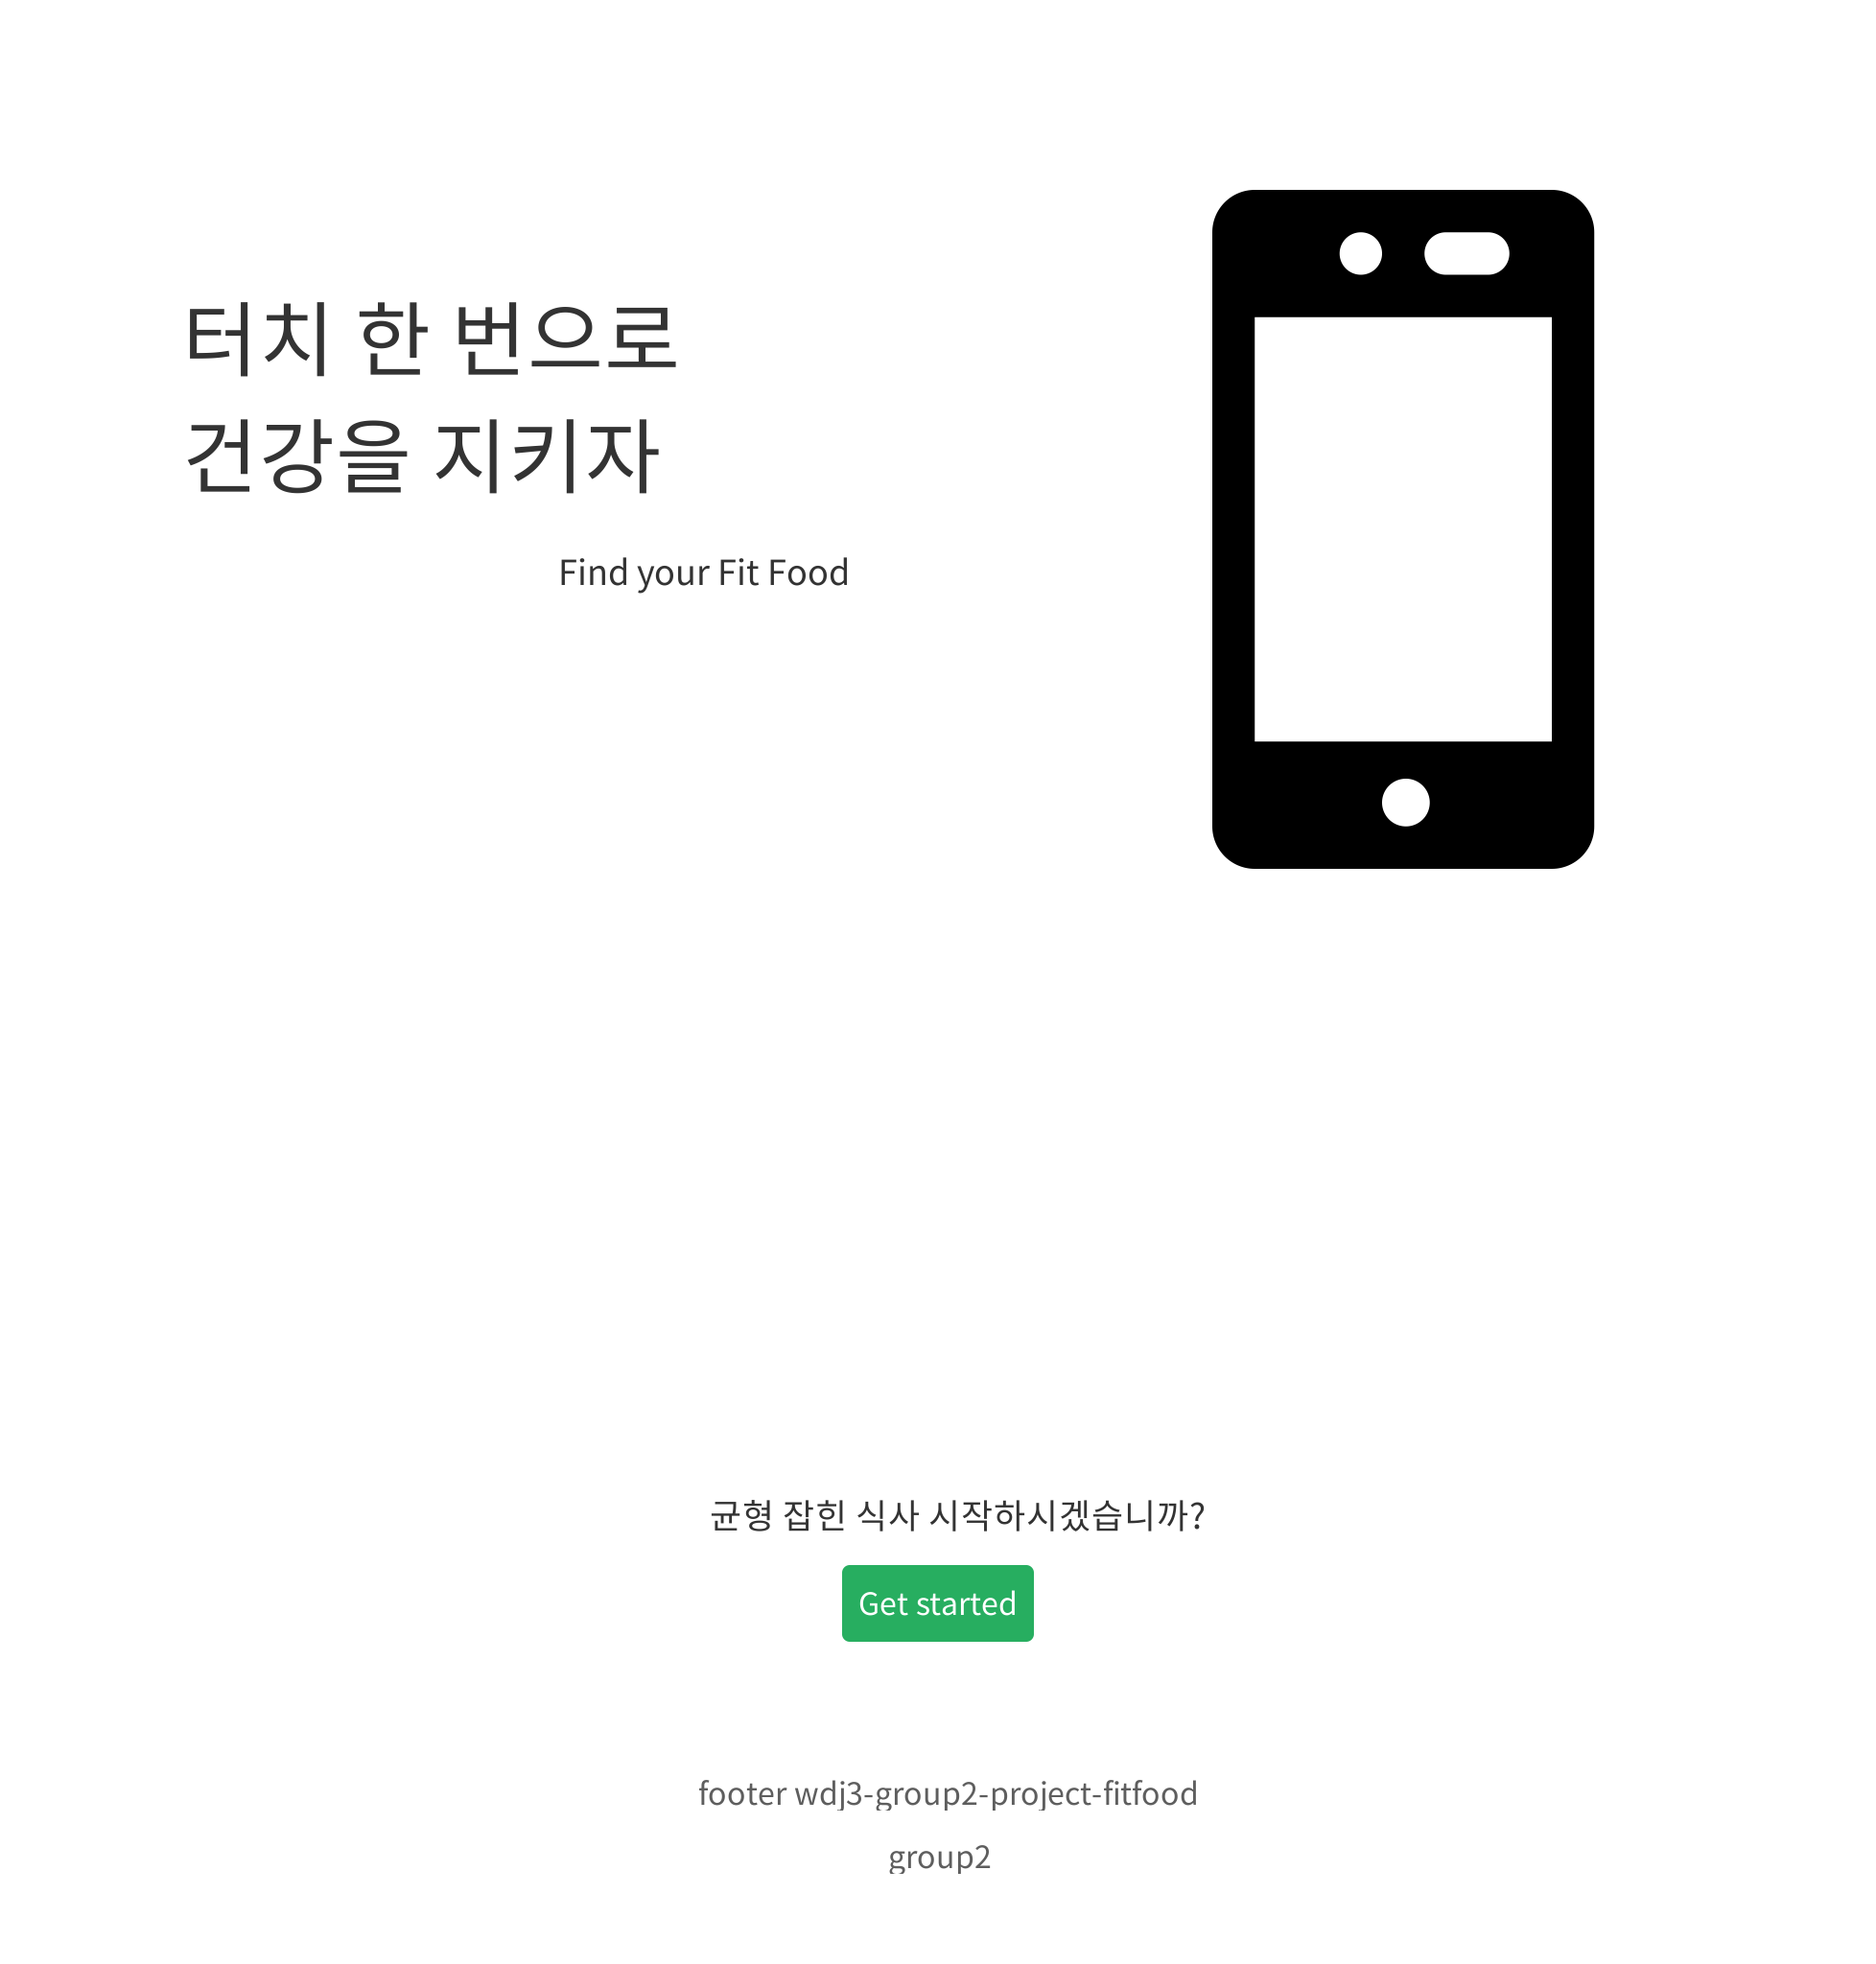 터치 한 번으로
건강을 지키자
Find your Fit Food
균형 잡힌 식사 시작하시겠습니까?
Get started
footer wdj3-group2-project-fitfood
group2